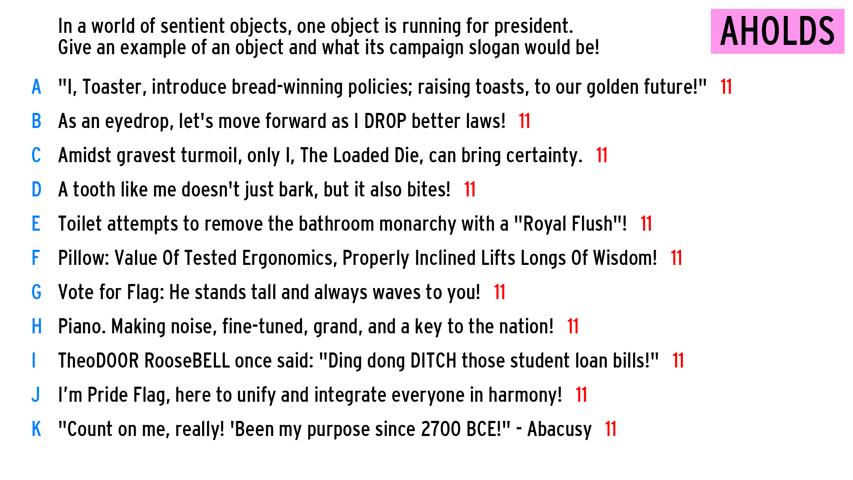 In a world of sentient objects, one object is running for president.
Give an example of an object and what its campaign slogan would be!
AHOLDS
A "I, Toaster, introduce bread-winning policies; raising toasts, to our golden future!" 11
B As an eyedrop, let's move forward as I DROP better laws! 11
C Amidst gravest turmoil, only I, The Loaded Die, can bring certainty. 11
D A tooth like me doesn't just bark, but it also bites! 11
E Toilet attempts to remove the bathroom monarchy with a "Royal Flush"! 11
F Pillow: Value Of Tested Ergonomics, Properly Inclined Lifts Longs Of Wisdom! 11
G Vote for Flag: He stands tall and always waves to you! 11
H Piano. Making noise, fine-tuned, grand, and a key to the nation! 11
I TheoDOOR RooseBELL once said: "Ding dong DITCH those student loan bills!" 11
J I’m Pride Flag, here to unify and integrate everyone in harmony! 11
K "Count on me, really! 'Been my purpose since 2700 BCE!" - Abacusy 11